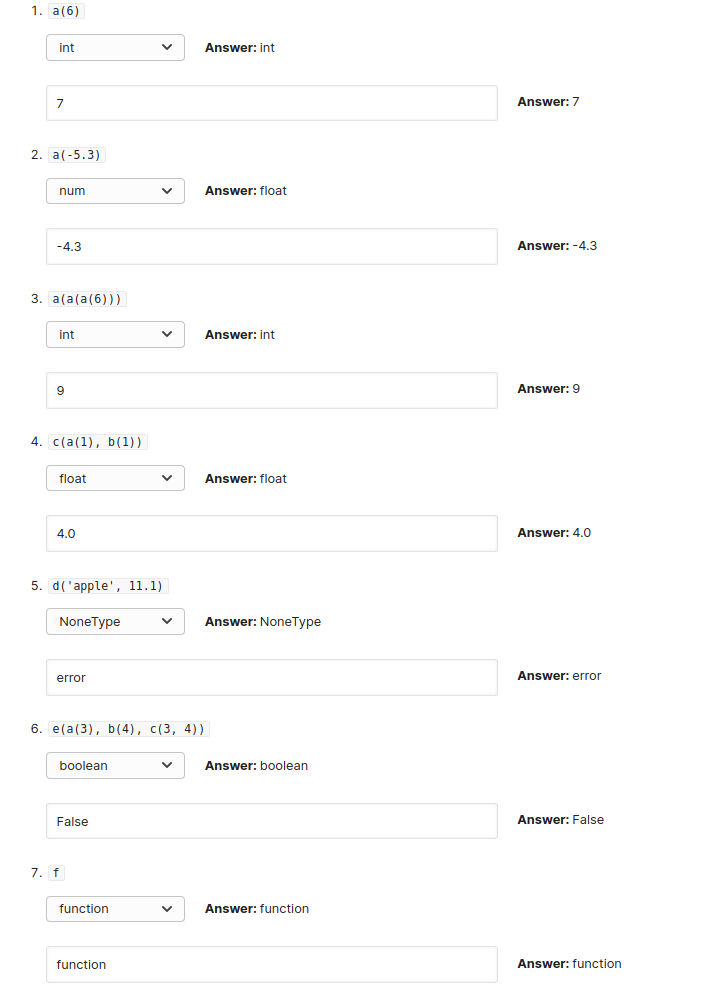 1. a(6)
int Answer: int
7 Answer: 7
2. a(-5.3)
num Answer: float
-4.3 Answer: -4.3
3. a(a(a(6)))
int Answer: int
9 Answer: 9
4. c(a(1), b(1))
float Answer: float
4.0 Answer: 4.0
5. d('apple', 11.1)
NoneType Answer: NoneType
error Answer: error
6. e(a(3), b(4), c(3, 4))
boolean Answer: boolean
False Answer: False
7. f
function Answer: function
function Answer: function